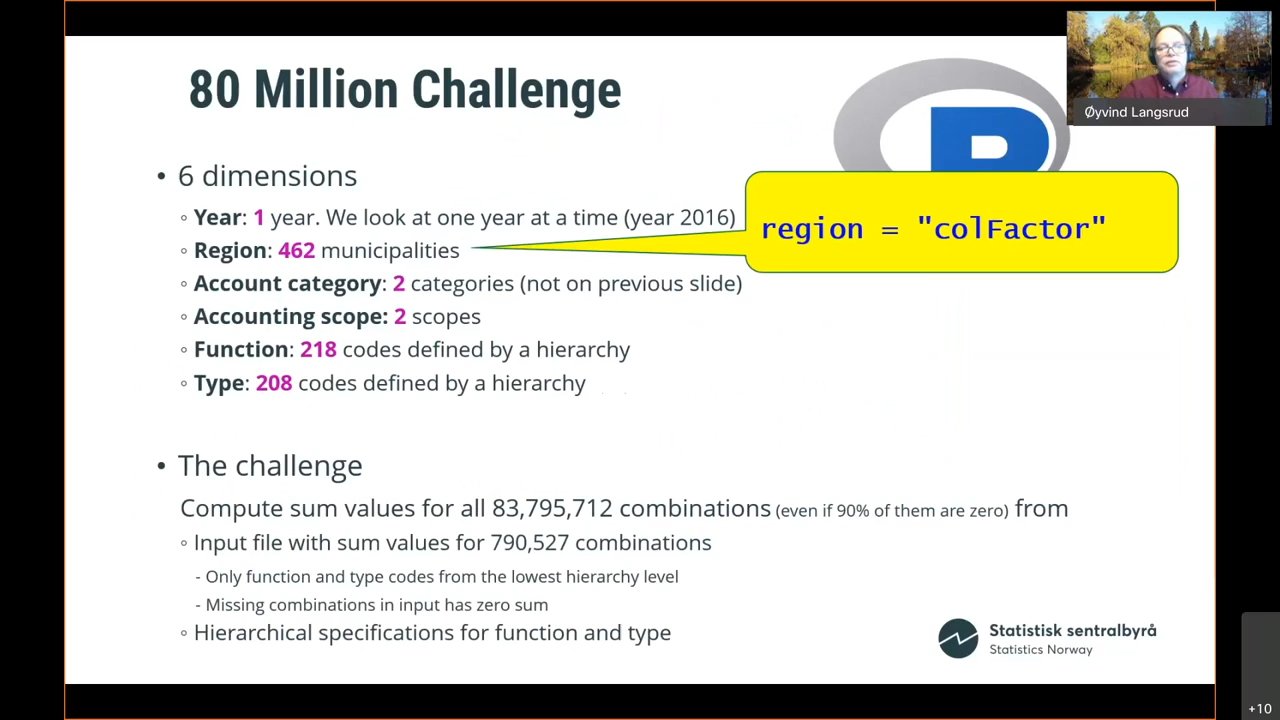 80 Million Challenge
Øyvind Langsrud
• 6 dimensions
◦ Year: 1 year. We look at one year at a time (year 2016)
region = "colFactor"
◦ Region: 462 municipalities
◦ Account category: 2 categories (not on previous slide)
◦ Accounting scope: 2 scopes
◦ Function: 218 codes defined by a hierarchy
◦ Type: 208 codes defined by a hierarchy
• The challenge
Compute sum values for all 83,795,712 combinations (even if 90% of them are zero) from
◦ Input file with sum values for 790,527 combinations
- Only function and type codes from the lowest hierarchy level
- Missing combinations in input has zero sum
◦ Hierarchical specifications for function and type
Statistisk sentralbyrå
Statistics Norway
+10